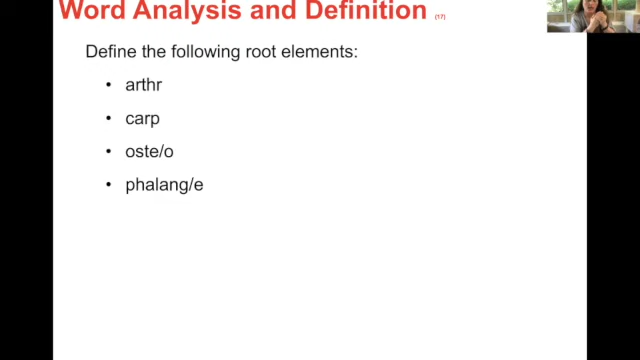 Word Analysis and Definition (17)
Define the following root elements:
• arthr
• carp
• oste/o
• phalang/e